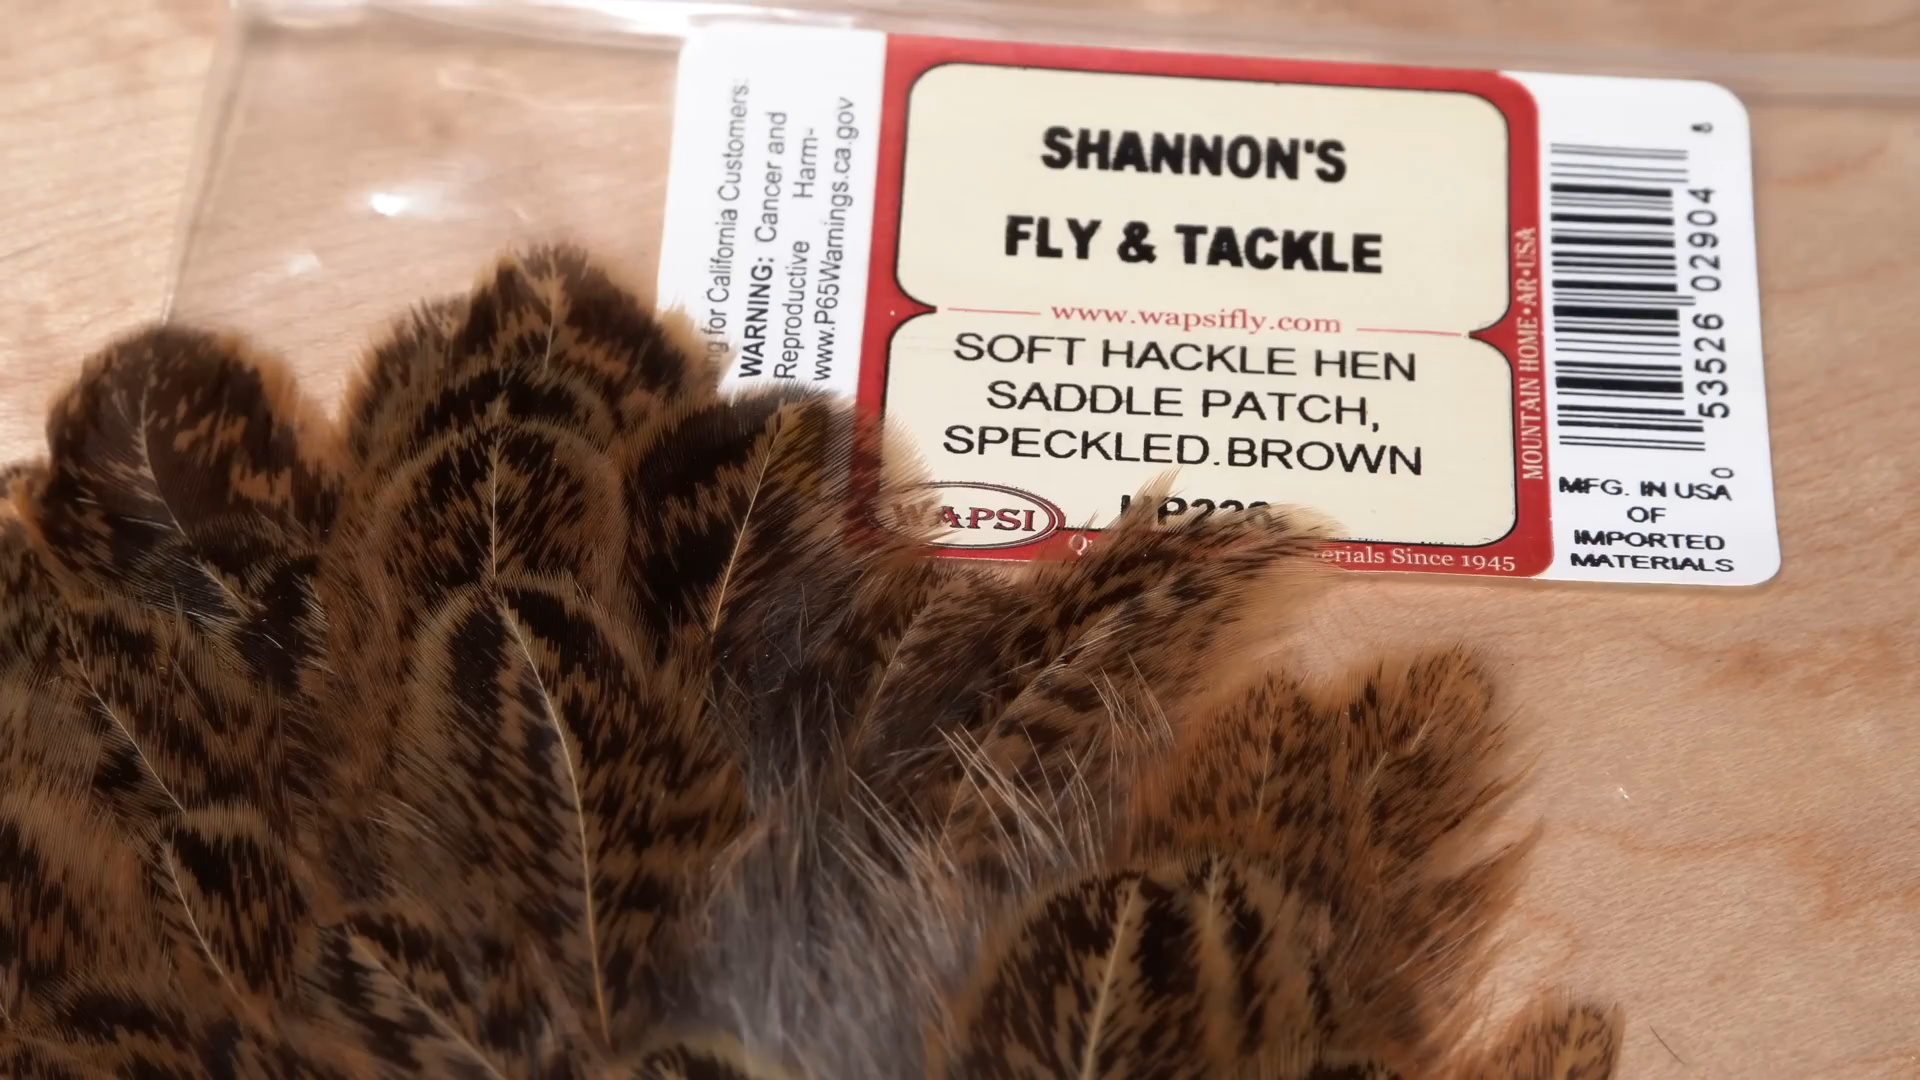 for California Customers:
WARNING: Cancer and
Reproductive Harm-
www.P65Warnings.ca.gov
SHANNON'S
FLY & TACKLE
www.wapsifly.com
SOFT HACKLE HEN
SADDLE PATCH,
SPECKLED.BROWN
WAPSI
Since 1945
MOUNTAIN HOME•AR•USA
0 53526 02904 8
MFG. IN USA
OF
IMPORTED
MATERIALS